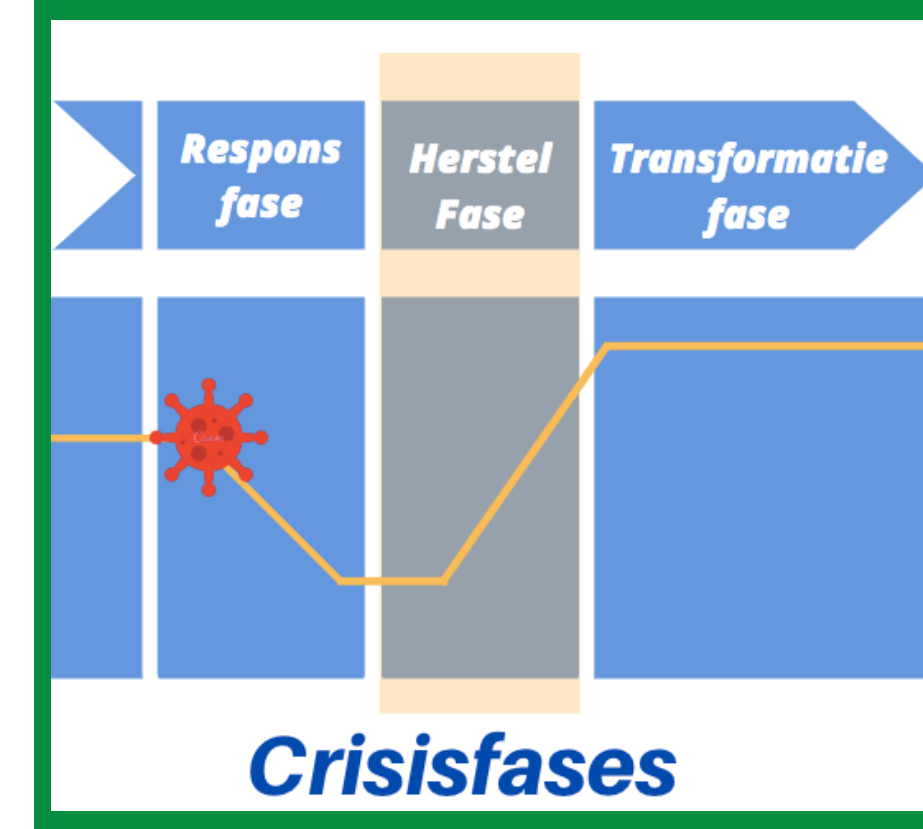 Respons
fase
Herstel
Fase
Transformatie
fase
Crisisfases